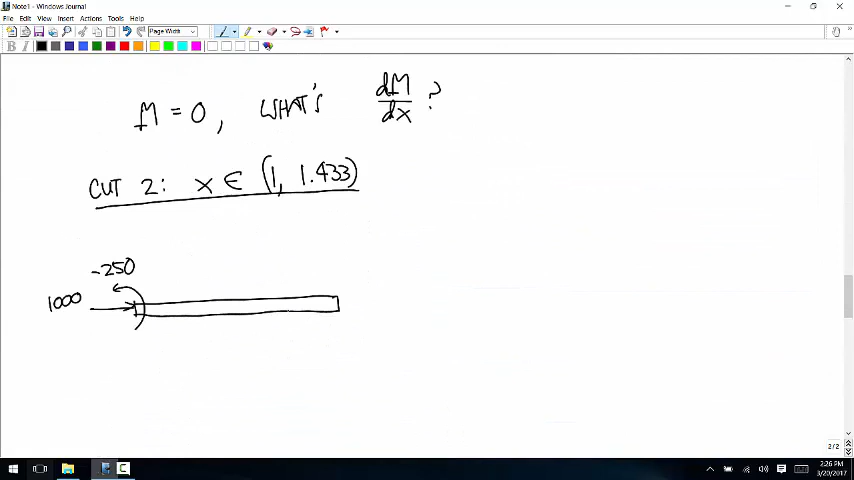 Note1 - Windows Journal
File Edit View Insert Actions Tools Help
Page Width
B I
M = 0, WHAT'S dM/dx ?
CUT 2: x ∈ (1, 1.433)
-250
1000
2/2
2:26 PM
3/20/2017